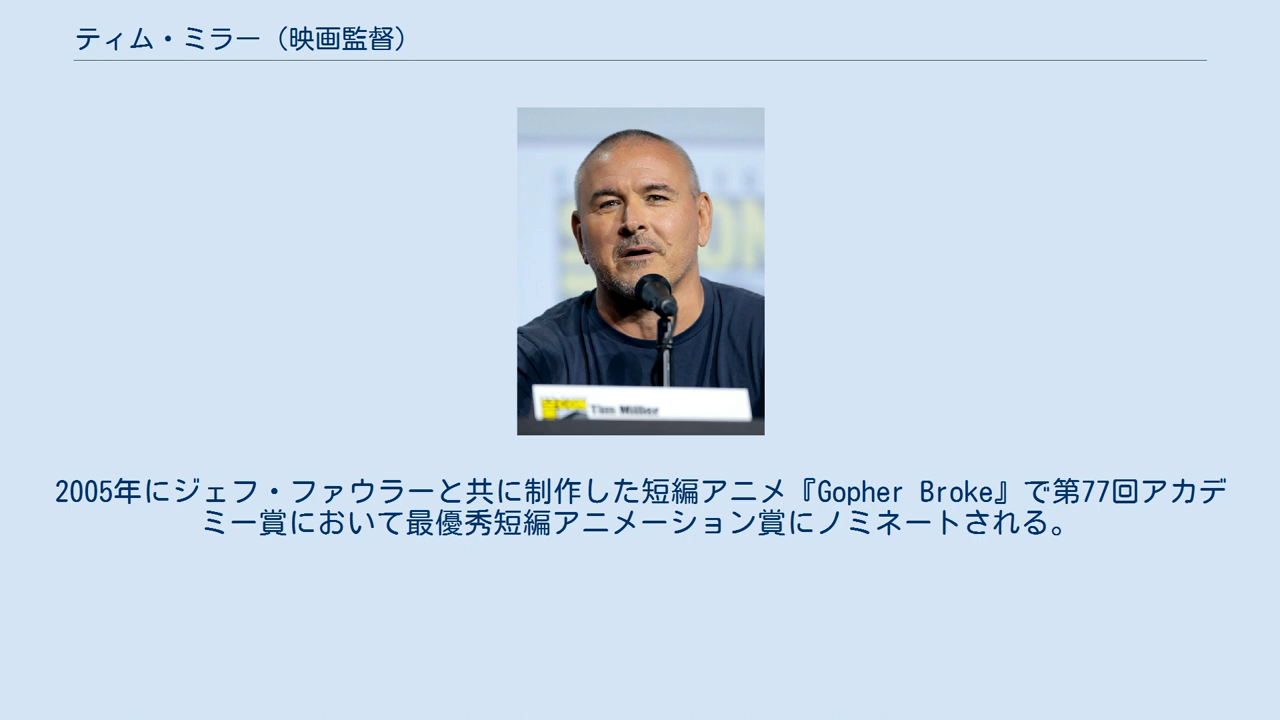 ティム・ミラー（映画監督）
Tim Miller
2005年にジェフ・ファウラーと共に制作した短編アニメ『Gopher Broke』で第77回アカデ
ミー賞において最優秀短編アニメーション賞にノミネートされる。